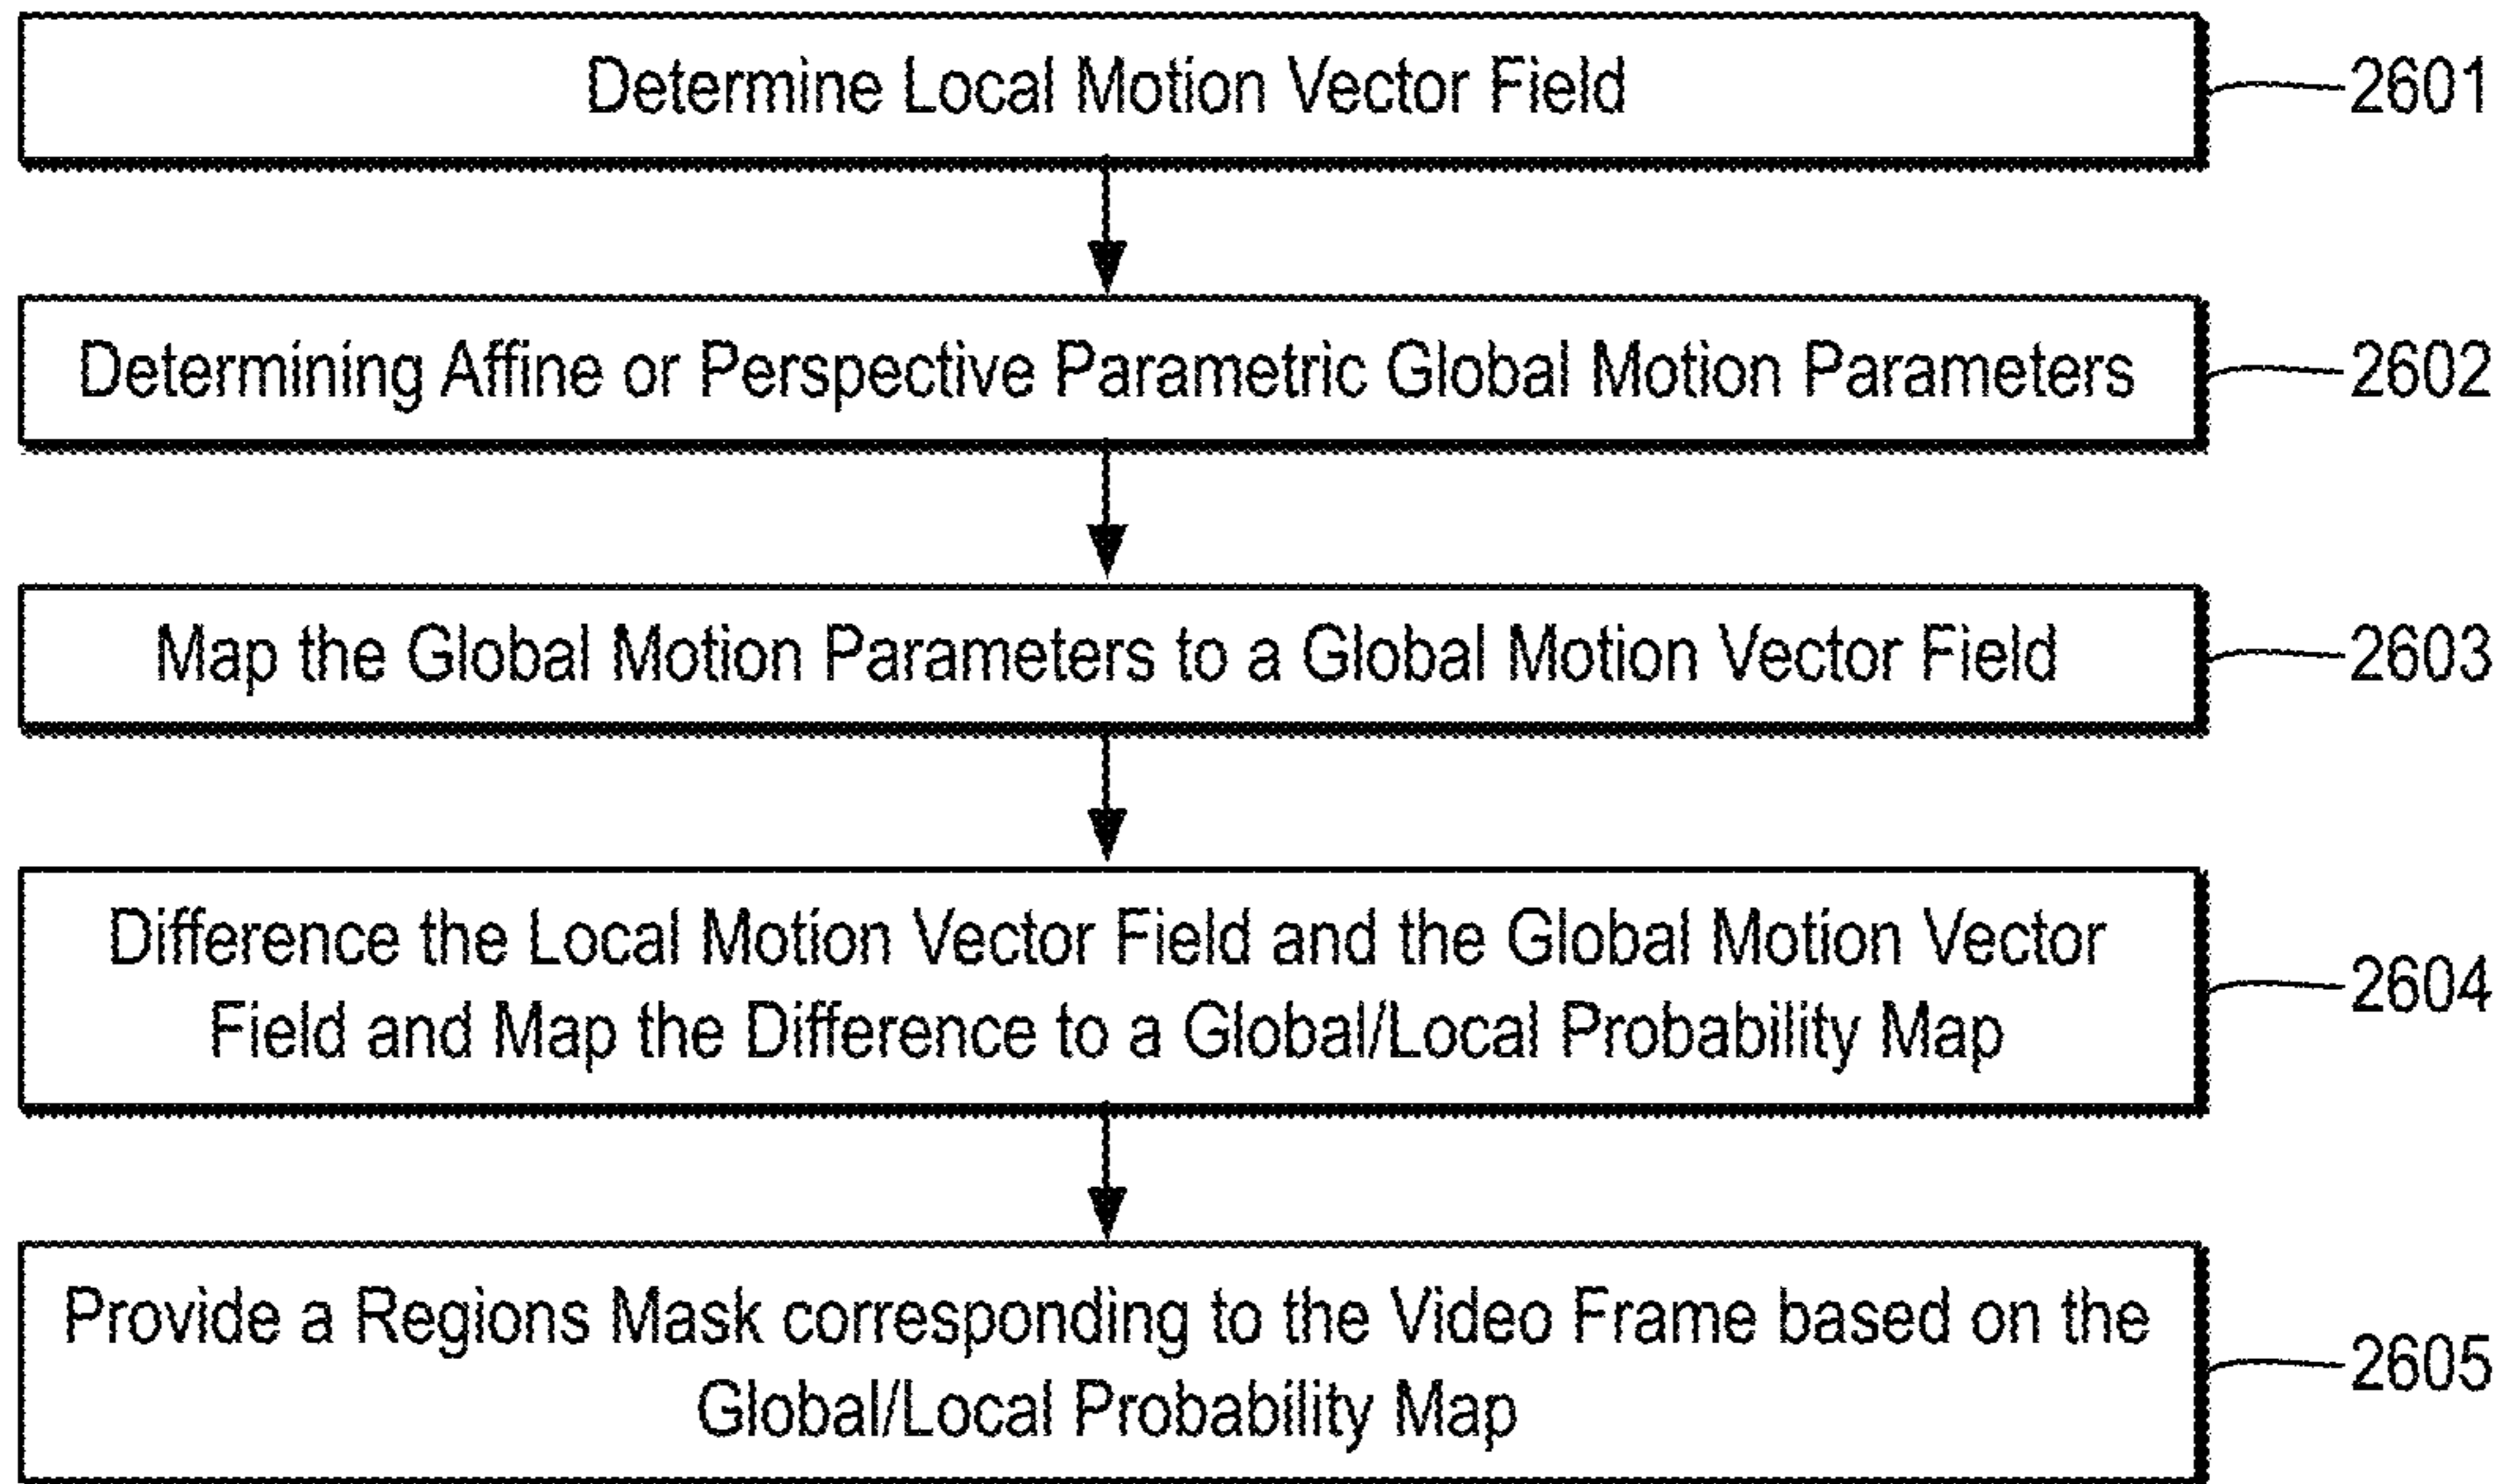 Determine Local Motion Vector Field
2601
Determining Affine or Perspective Parametric Global Motion Parameters
2602
Map the Global Motion Parameters to a Global Motion Vector Field
2603
Difference the Local Motion Vector Field and the Global Motion Vector
Field and Map the Difference to a Global/Local Probability Map
2604
Provide a Regions Mask corresponding to the Video Frame based on the
Global/Local Probability Map
2605